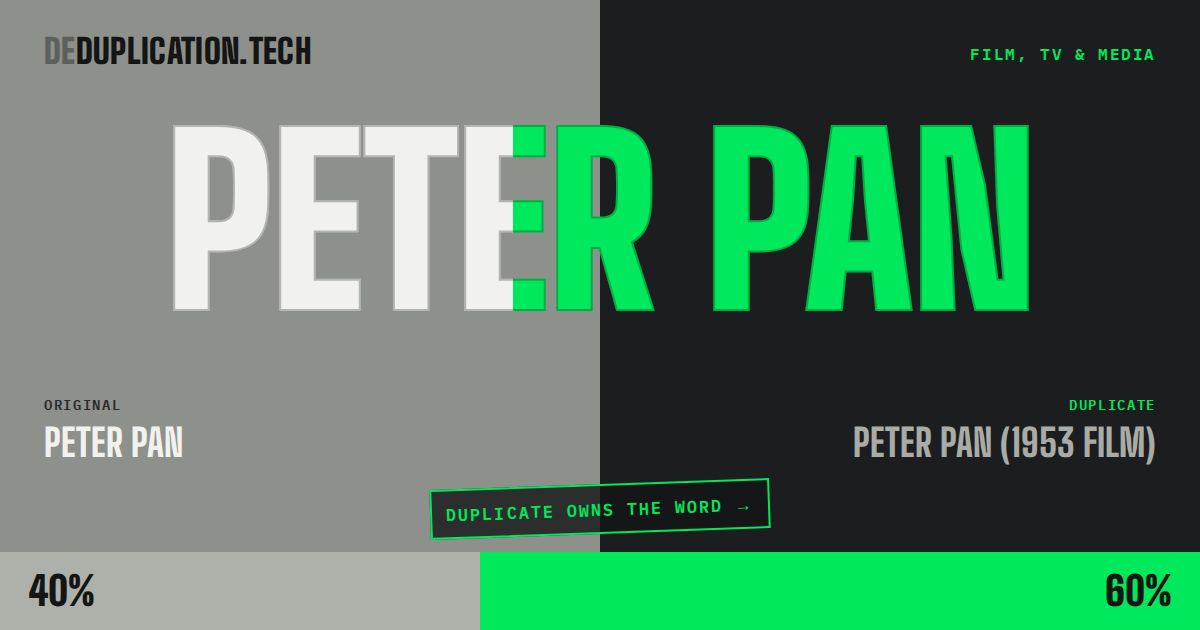 DEDUPLICATION.TECH
FILM, TV & MEDIA
PETER PAN
ORIGINAL
PETER PAN
DUPLICATE
PETER PAN (1953 FILM)
DUPLICATE OWNS THE WORD →
40%
60%